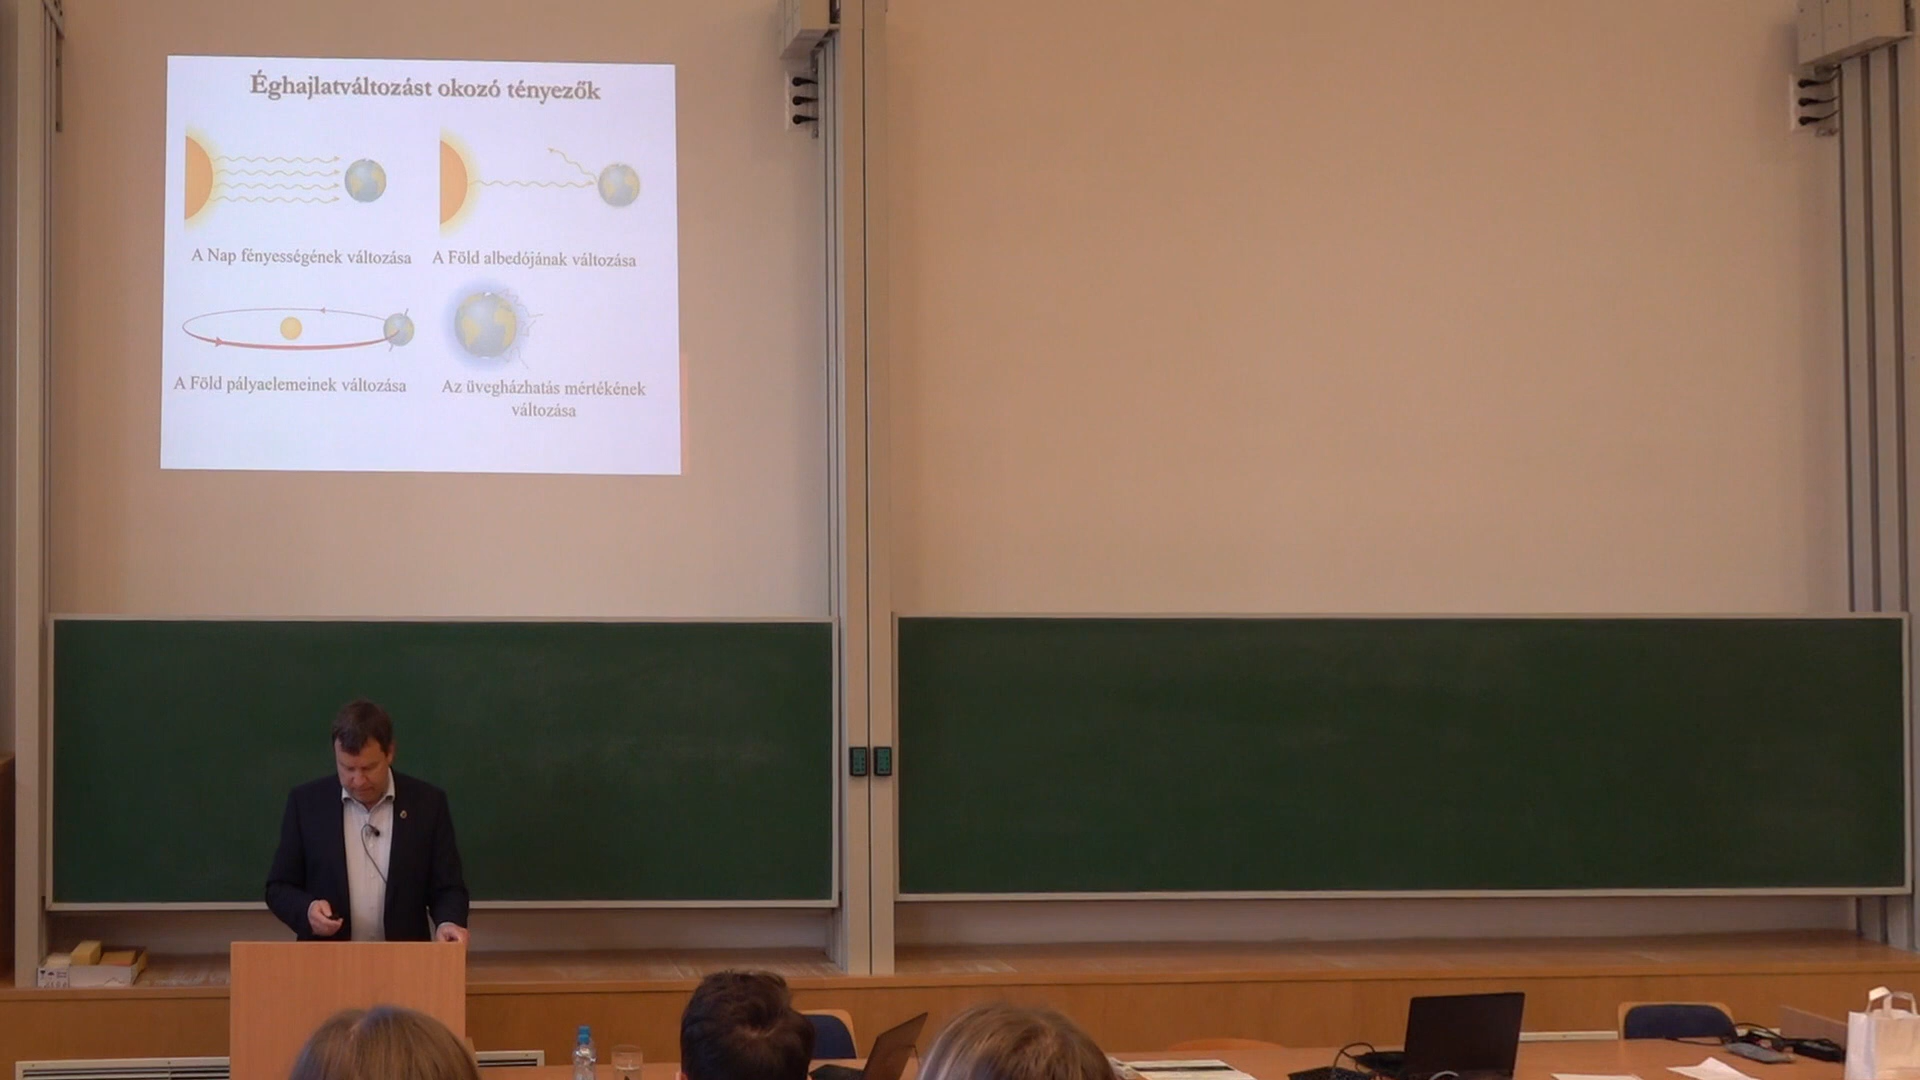 Éghajlatváltozást okozó tényezők
A Nap fényességének változása
A Föld albedójának változása
A Föld pályaelemeinek változása
Az üvegházhatás mértékének
változása